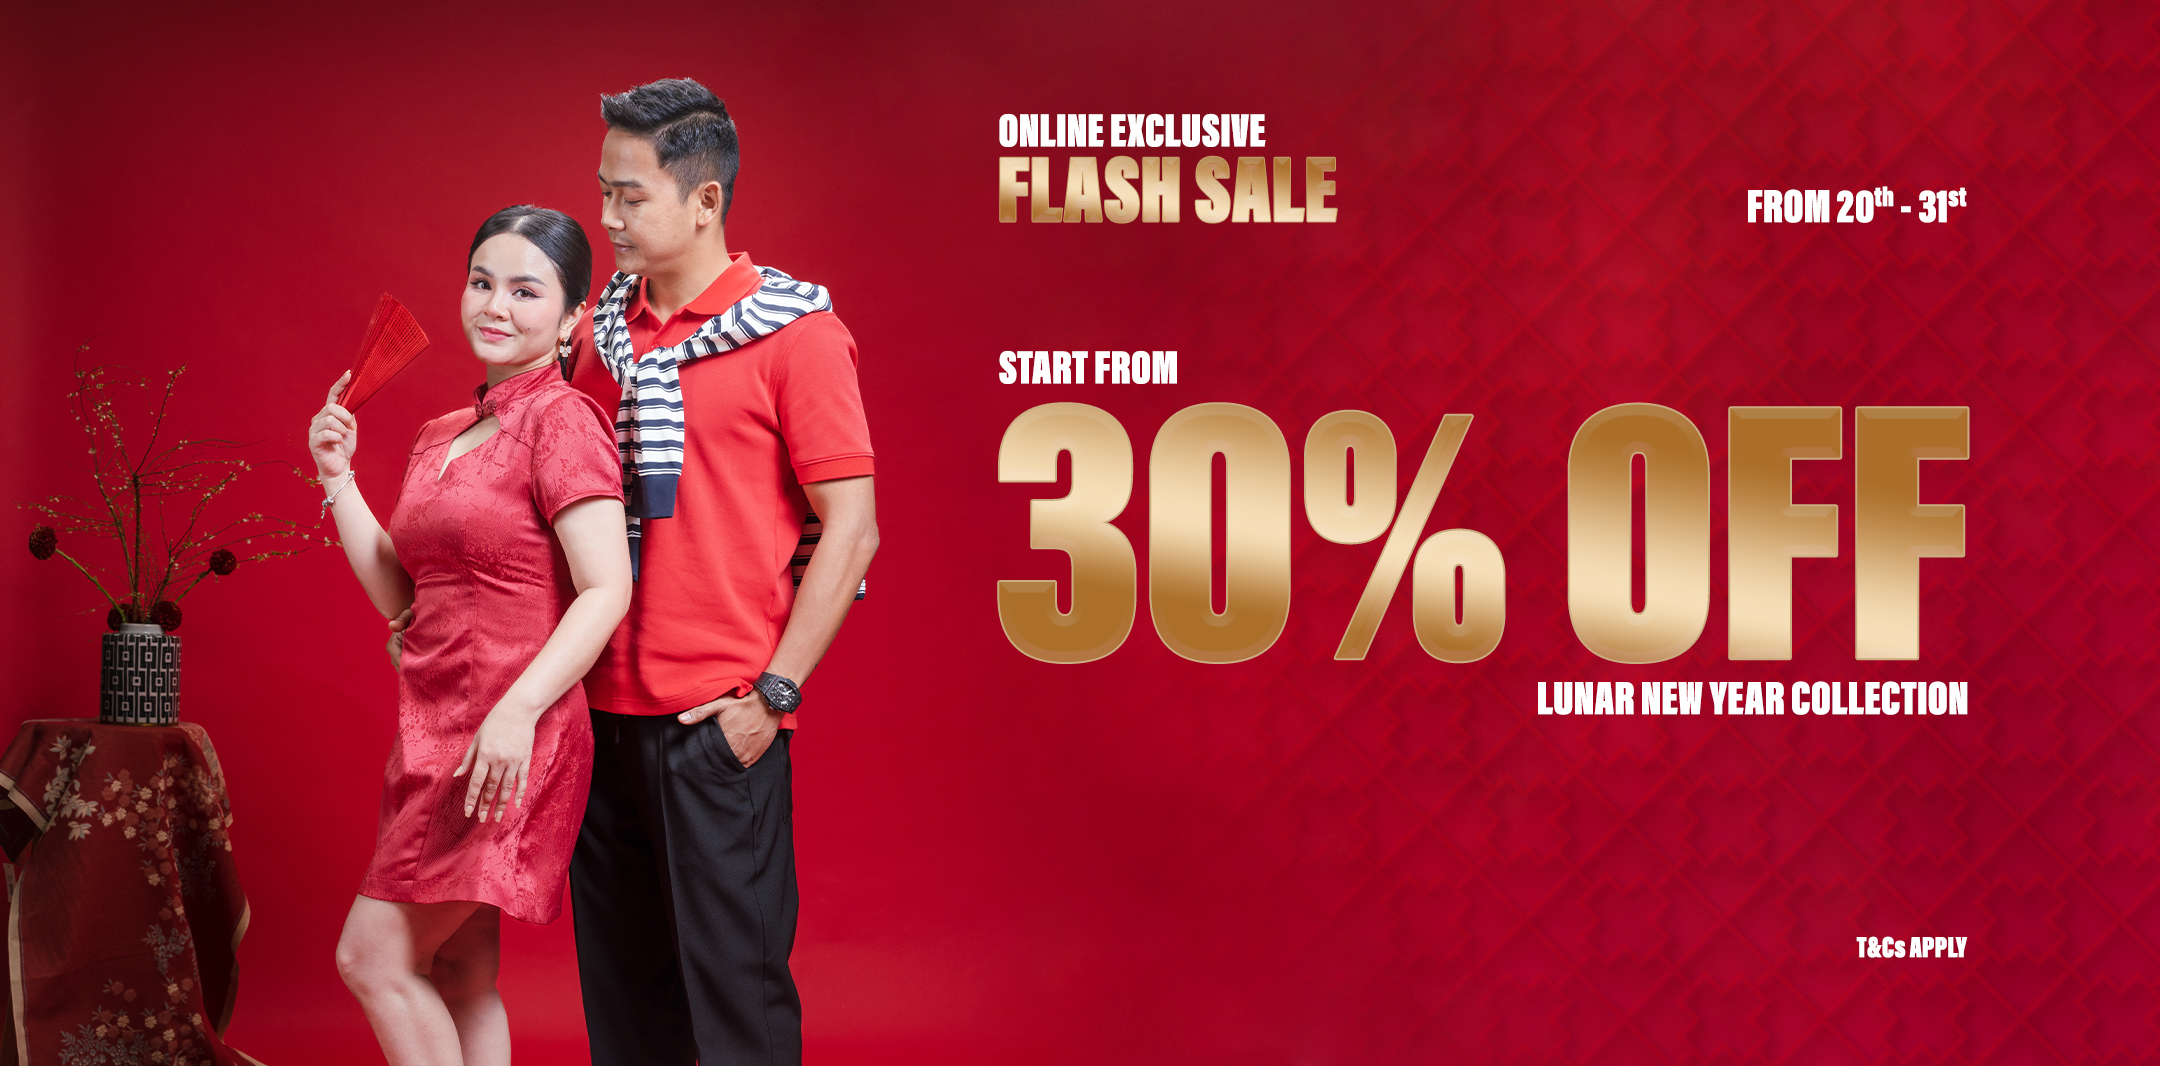 ONLINE EXCLUSIVE
FLASH SALE
FROM 20th - 31st
START FROM
30% OFF
LUNAR NEW YEAR COLLECTION
T&Cs APPLY